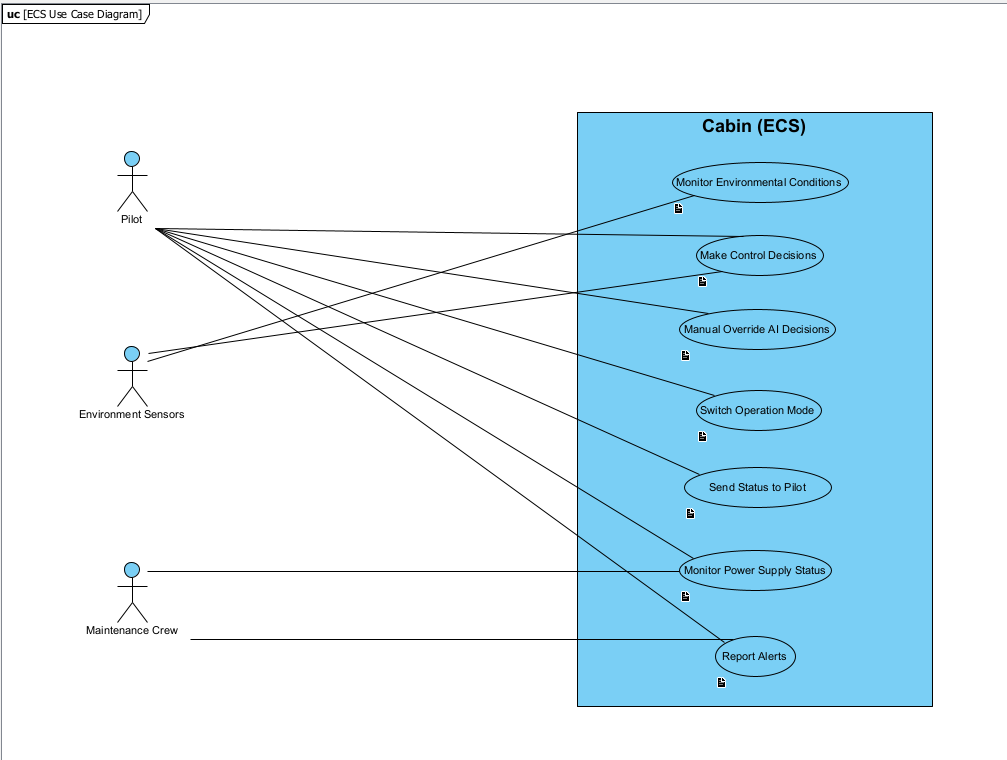 uc [ECS Use Case Diagram]
Cabin (ECS)
Monitor Environmental Conditions
Pilot
Make Control Decisions
Manual Override AI Decisions
Environment Sensors
Switch Operation Mode
Send Status to Pilot
Monitor Power Supply Status
Maintenance Crew
Report Alerts